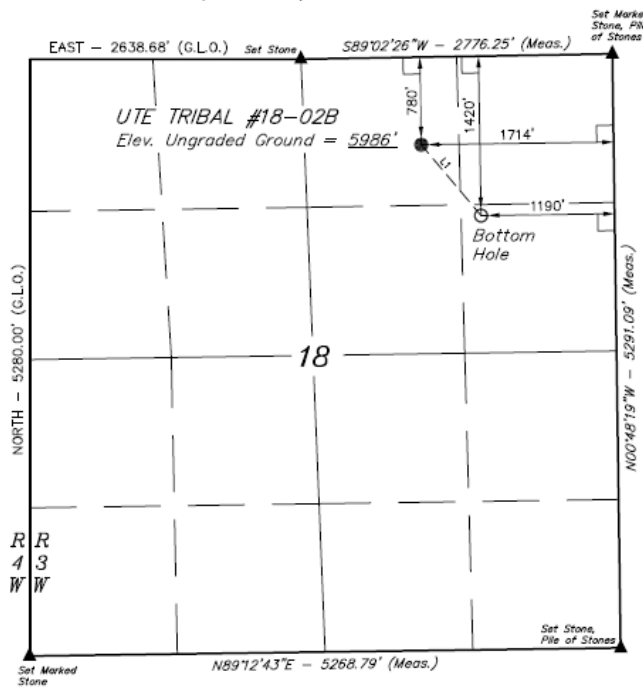 Set Marked
Stone, Pile
of Stones
EAST - 2638.68' (G.L.O.)
Set Stone
S89°02'26"W - 2776.25' (Meas.)
UTE TRIBAL #18-02B
Elev. Ungraded Ground = 5986'
780'
1420'
1714'
L1
1190'
Bottom
Hole
NORTH - 5280.00' (G.L.O.)
18
N00°48'19"W - 5291.09' (Meas.)
R R
4 3
W W
Set Marked
Stone
N89°12'43"E - 5268.79' (Meas.)
Set Stone,
Pile of Stones